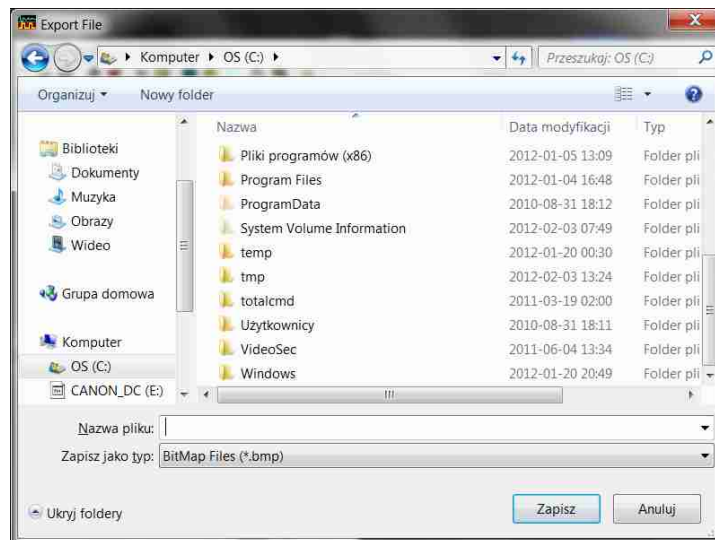 Export File
Komputer OS (C:)
Przeszukaj: OS (C:)
Organizuj Nowy folder
Nazwa Data modyfikacji Typ
Biblioteki
Dokumenty
Muzyka
Obrazy
Wideo
Grupa domowa
Komputer
OS (C:)
CANON_DC (E:)
Pliki programów (x86) 2012-01-05 13:09 Folder pli
Program Files 2012-01-04 16:48 Folder pli
ProgramData 2010-08-31 18:12 Folder pli
System Volume Information 2012-02-03 07:49 Folder pli
temp 2012-01-20 00:30 Folder pli
tmp 2012-02-03 13:24 Folder pli
totalcmd 2011-03-19 02:00 Folder pli
Użytkownicy 2010-08-31 18:11 Folder pli
VideoSec 2011-06-04 13:34 Folder pli
Windows 2012-01-20 20:49 Folder pli
Nazwa pliku:
Zapisz jako typ: BitMap Files (*.bmp)
Ukryj foldery
Zapisz Anuluj